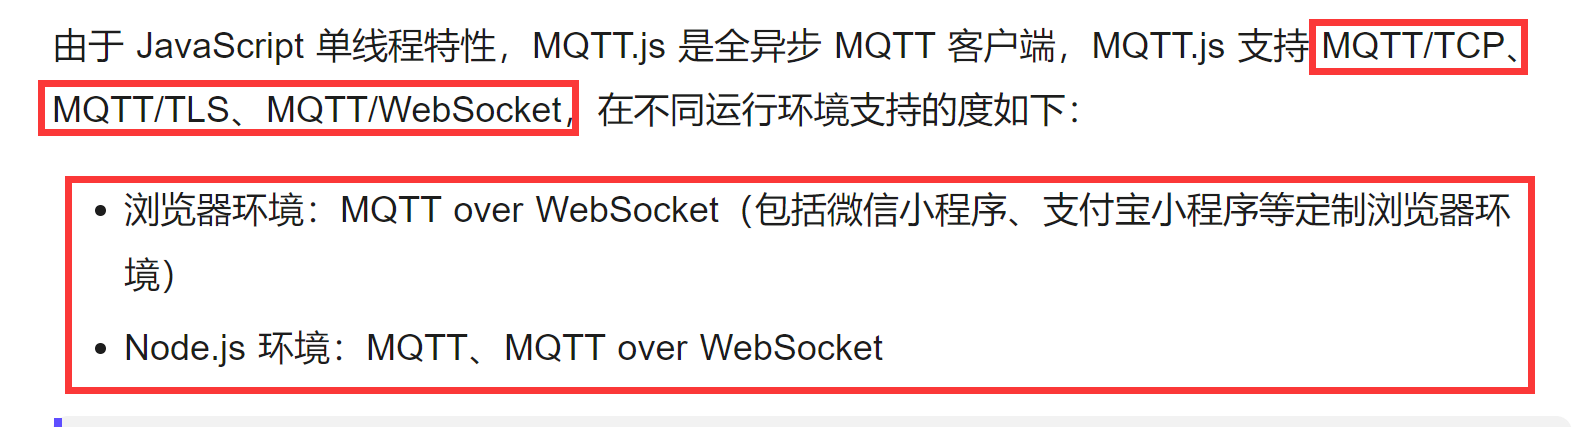 由于 JavaScript 单线程特性，MQTT.js 是全异步 MQTT 客户端，MQTT.js 支持 MQTT/TCP、
MQTT/TLS、MQTT/WebSocket，在不同运行环境支持的度如下：
• 浏览器环境：MQTT over WebSocket（包括微信小程序、支付宝小程序等定制浏览器环
境）
• Node.js 环境：MQTT、MQTT over WebSocket